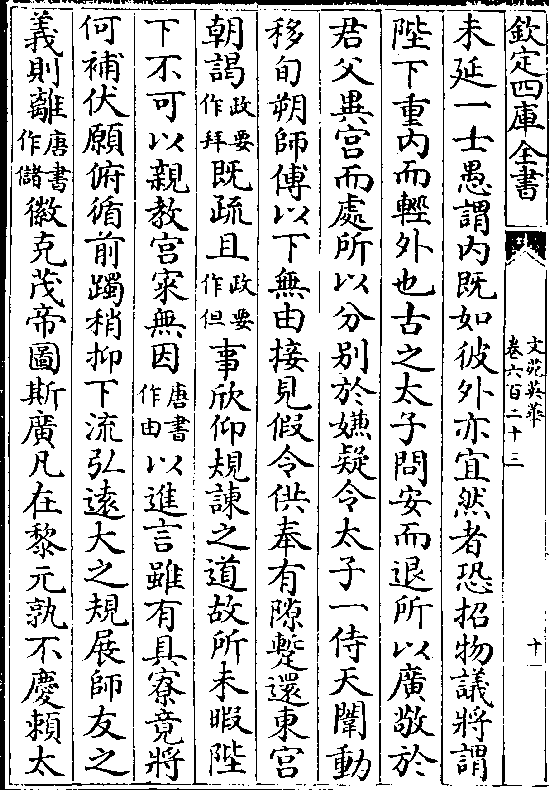 欽定四庫全書
文苑英華
卷六百二十三
十
未延一士愚謂内既如彼外亦宜然者恐招物議將謂
陛下重内而輕外也古之太子問安而退所以廣敬於
君父異宫而處所以分别於嫌疑今太子一侍天闈動
移旬朔師傅以下無由接見假令供奉有隙蹔還東宫
朝謁政要作拜既疏且政要作但事欣仰規諫之道故所未暇陛
下不可以親教宫寀無因唐書作由以進言雖有具寮竟將
何補伏願俯循前躅稍抑下流弘遠大之規展師友之
義則離唐書作儲徽克茂帝圖斯廣凡在黎元孰不慶頼太